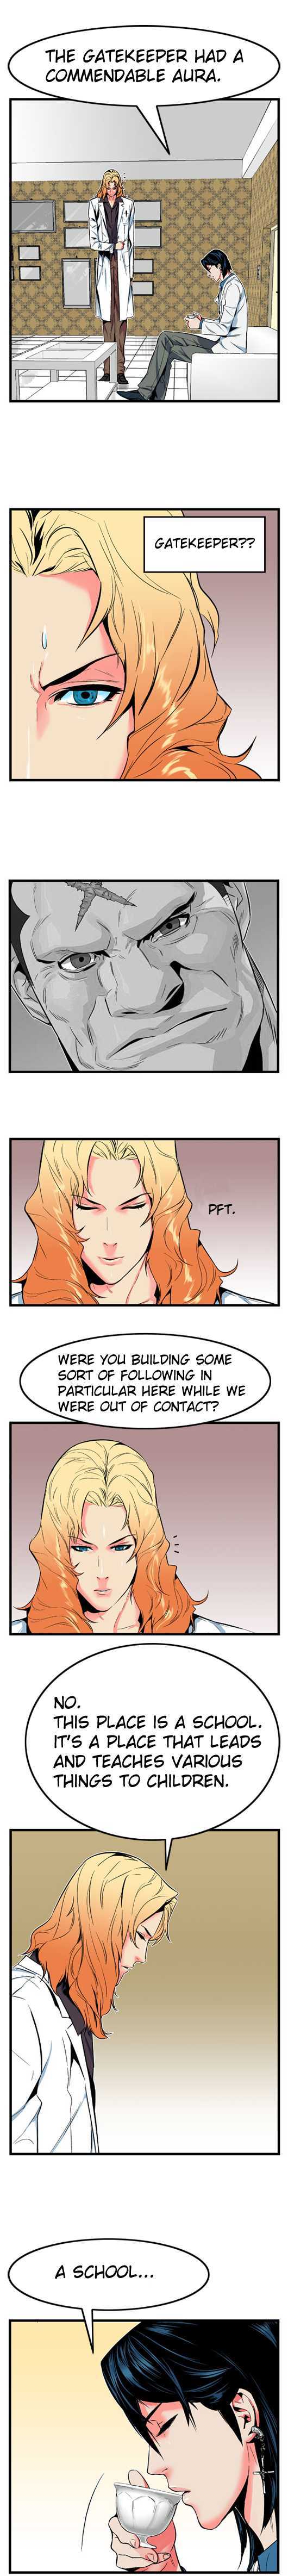 THE GATEKEEPER HAD A
COMMENDABLE AURA.
GATEKEEPER??
PFT.
WERE YOU BUILDING SOME
SORT OF FOLLOWING IN
PARTICULAR HERE WHILE WE
WERE OUT OF CONTACT?
NO.
THIS PLACE IS A SCHOOL.
IT'S A PLACE THAT LEADS
AND TEACHES VARIOUS
THINGS TO CHILDREN.
A SCHOOL...